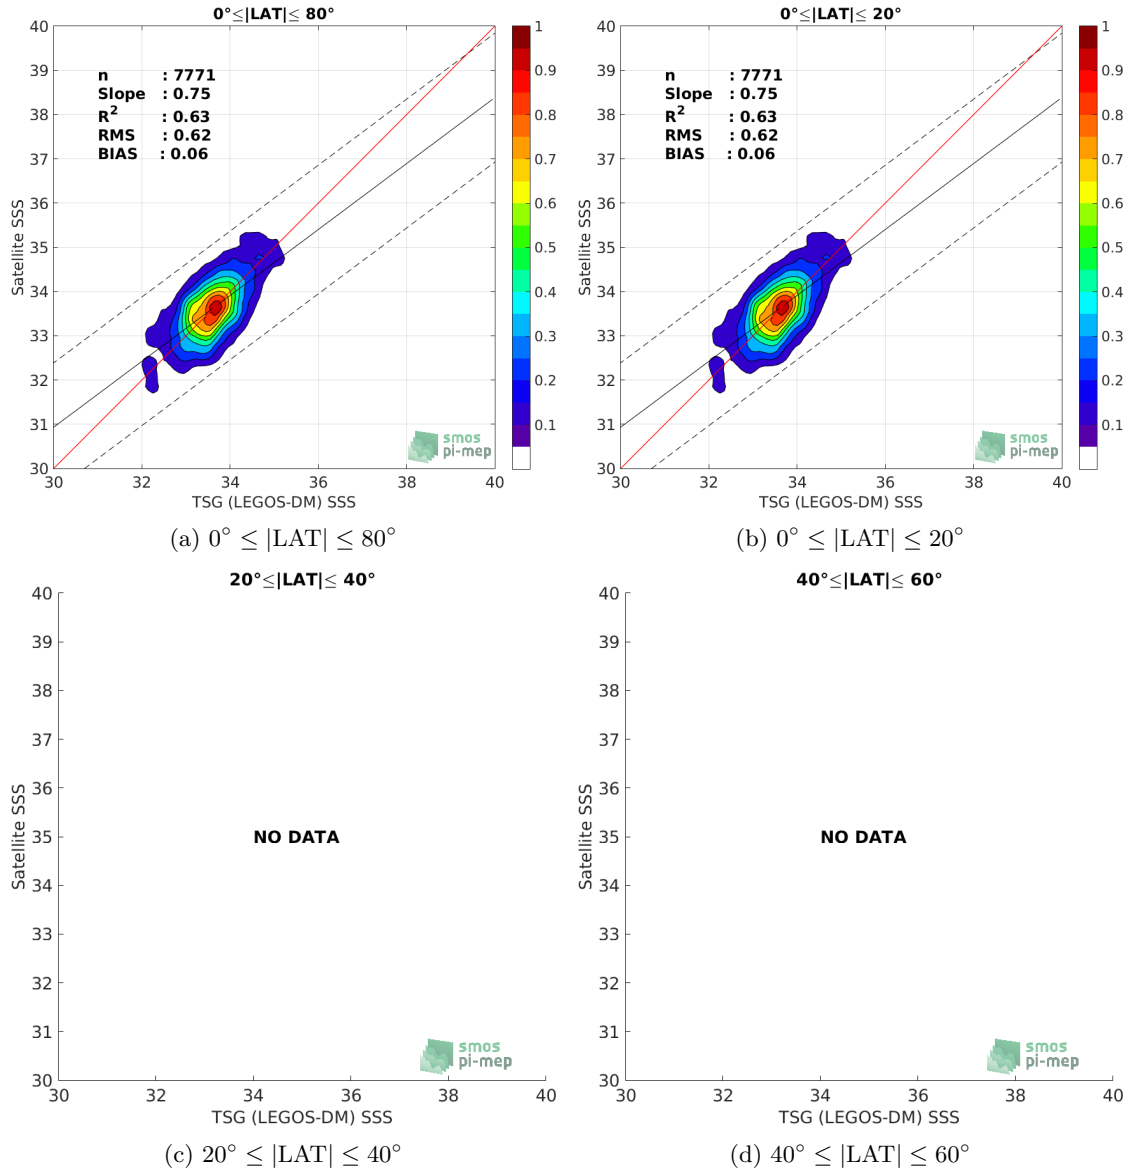 0°≤|LAT|≤ 80°
40
39
38
37
36
35
34
33
32
31
30
Satellite SSS
n : 7771
Slope : 0.75
R² : 0.63
RMS : 0.62
BIAS : 0.06
1
0.9
0.8
0.7
0.6
0.5
0.4
0.3
0.2
0.1
smos
pi-mep
30 32 34 36 38 40
TSG (LEGOS-DM) SSS
(a) 0° ≤ |LAT| ≤ 80°
0°≤|LAT|≤ 20°
40
39
38
37
36
35
34
33
32
31
30
Satellite SSS
n : 7771
Slope : 0.75
R² : 0.63
RMS : 0.62
BIAS : 0.06
1
0.9
0.8
0.7
0.6
0.5
0.4
0.3
0.2
0.1
smos
pi-mep
30 32 34 36 38 40
TSG (LEGOS-DM) SSS
(b) 0° ≤ |LAT| ≤ 20°
20°≤|LAT|≤ 40°
40
39
38
37
36
35
34
33
32
31
30
Satellite SSS
NO DATA
smos
pi-mep
30 32 34 36 38 40
TSG (LEGOS-DM) SSS
(c) 20° ≤ |LAT| ≤ 40°
40°≤|LAT|≤ 60°
40
39
38
37
36
35
34
33
32
31
30
Satellite SSS
NO DATA
smos
pi-mep
30 32 34 36 38 40
TSG (LEGOS-DM) SSS
(d) 40° ≤ |LAT| ≤ 60°